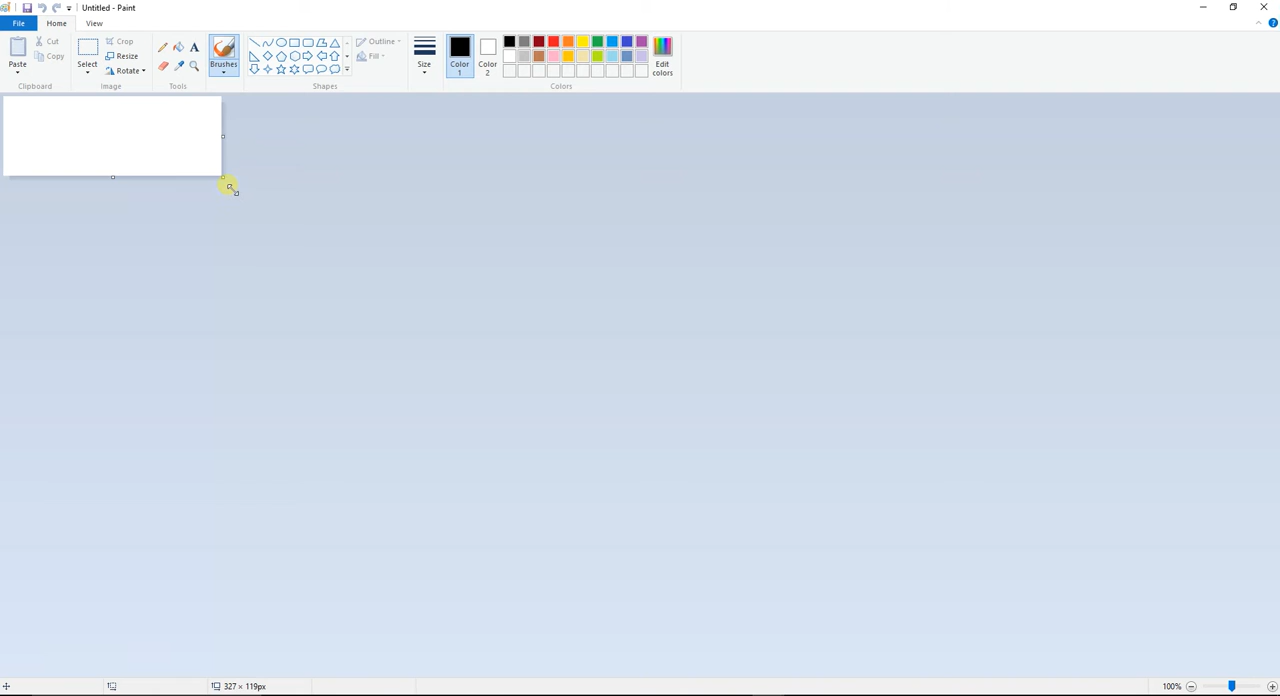 Untitled - Paint
File Home View
Paste Cut Copy Clipboard
Select Crop Resize Rotate Image
A
Tools
Brushes
Outline Fill Shapes
Size
Color 1 Color 2 Edit colors Colors
327 × 119px 100%